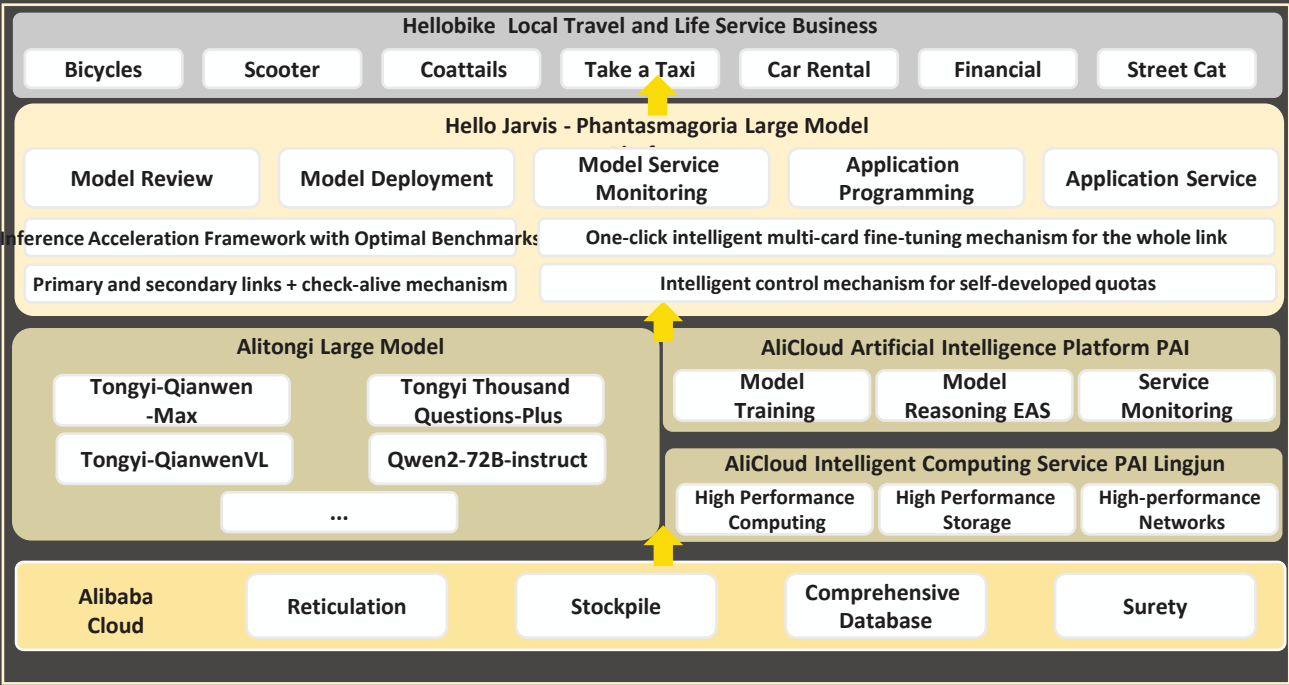 Hellobike Local Travel and Life Service Business
Bicycles
Scooter
Coattails
Take a Taxi
Car Rental
Financial
Street Cat
Hello Jarvis - Phantasmagoria Large Model
Model Review
Model Deployment
Model Service
Monitoring
Application
Programming
Application Service
Inference Acceleration Framework with Optimal Benchmarks
One-click intelligent multi-card fine-tuning mechanism for the whole link
Primary and secondary links + check-alive mechanism
Intelligent control mechanism for self-developed quotas
Alitongi Large Model
Tongyi-Qianwen
-Max
Tongyi Thousand
Questions-Plus
Tongyi-QianwenVL
Qwen2-72B-instruct
...
AliCloud Artificial Intelligence Platform PAI
Model
Training
Model
Reasoning EAS
Service
Monitoring
AliCloud Intelligent Computing Service PAI Lingjun
High Performance
Computing
High Performance
Storage
High-performance
Networks
Alibaba
Cloud
Reticulation
Stockpile
Comprehensive
Database
Surety